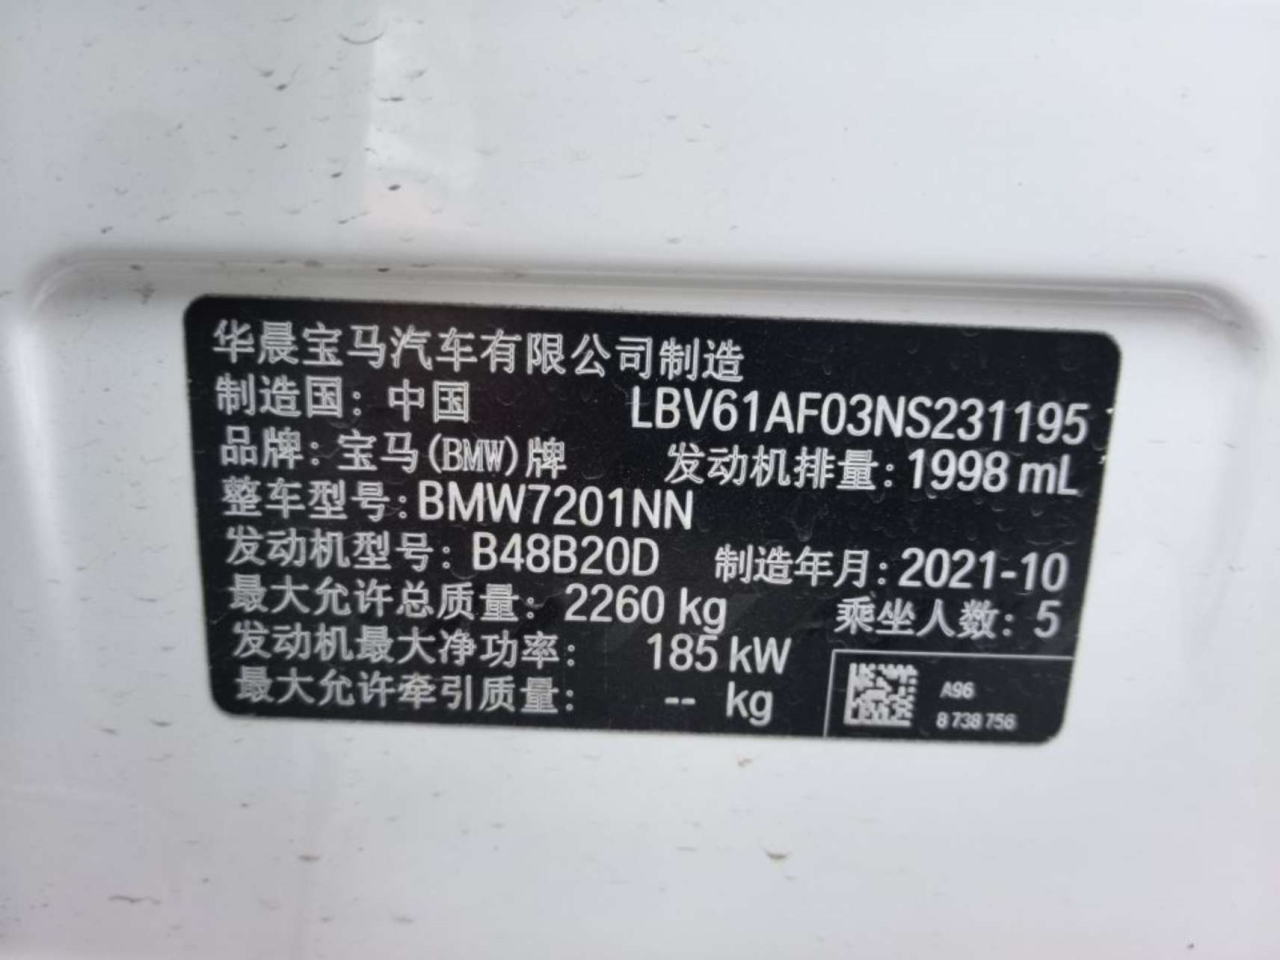 华晨宝马汽车有限公司制造
制造国: 中国 LBV61AF03NS231195
品牌: 宝马(BMW)牌 发动机排量: 1998 mL
整车型号: BMW7201NN
发动机型号: B48B20D 制造年月: 2021-10
最大允许总质量: 2260 kg 乘坐人数: 5
发动机最大净功率: 185 kW
最大允许牵引质量: -- kg
A96
8 738 756